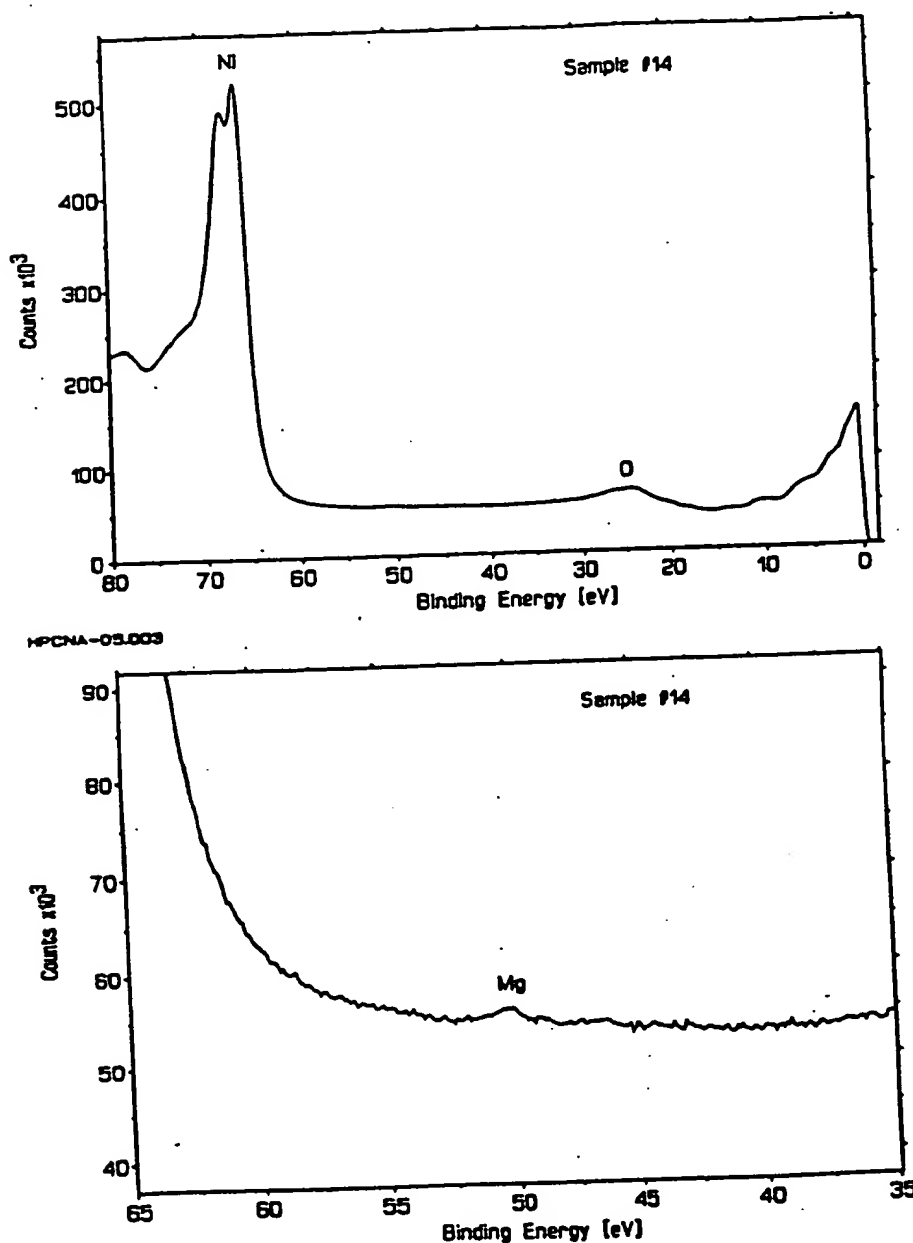 Ni
Sample #14
500
400
300
200
100
0
Counts x10³
80 70 60 50 40 30 20 10 0
O
Binding Energy [eV]
HPCNA-05.003
Sample #14
90
80
70
60
50
40
Counts x10³
Mg
65 60 55 50 45 40 35
Binding Energy [eV]